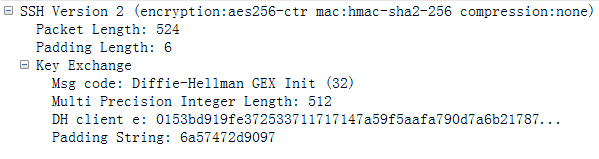 SSH Version 2 (encryption:aes256-ctr mac:hmac-sha2-256 compression:none)
Packet Length: 524
Padding Length: 6
Key Exchange
Msg code: Diffie-Hellman GEX Init (32)
Multi Precision Integer Length: 512
DH client e: 0153bd919fe372533711717147a59f5aafa790d7a6b21787...
Padding String: 6a57472d9097